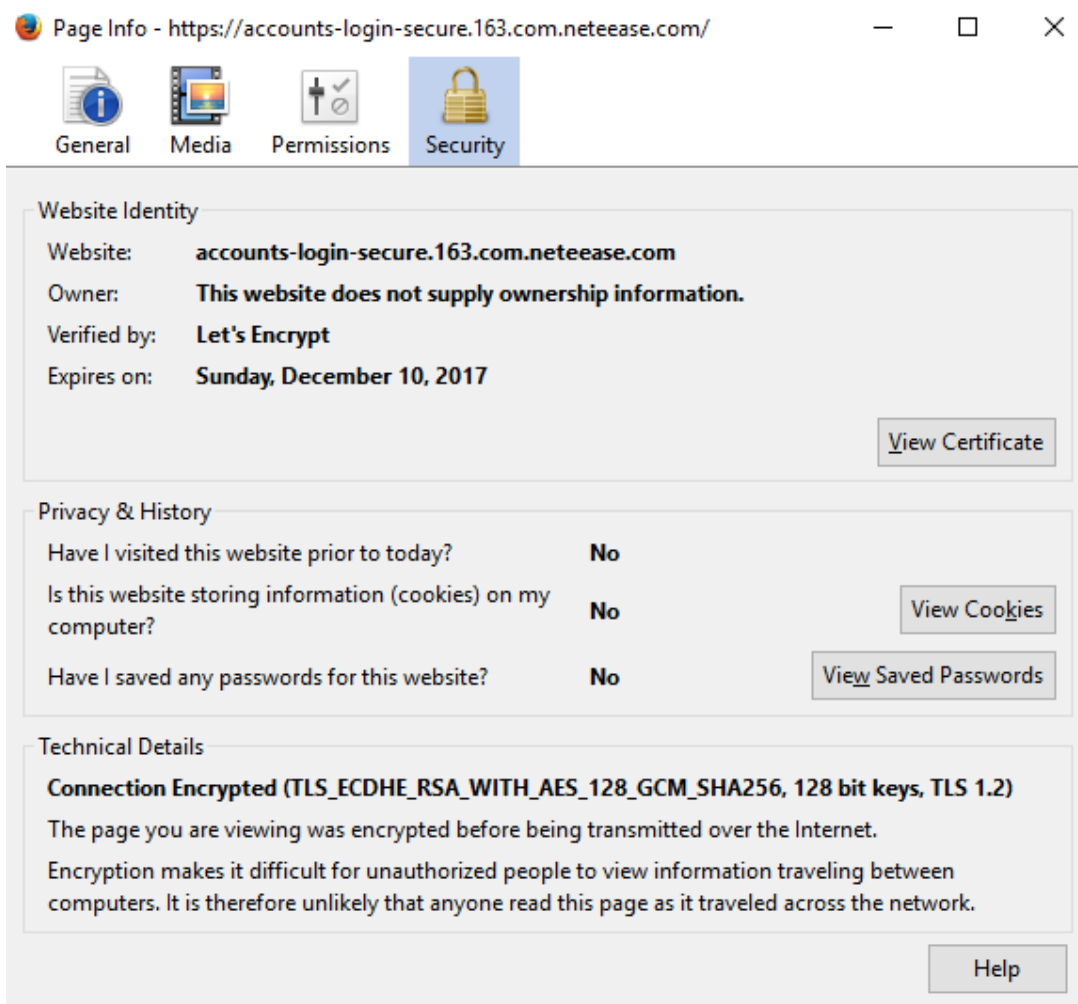 Page Info - https://accounts-login-secure.163.com.neteease.com/
General Media Permissions Security
Website Identity
Website: accounts-login-secure.163.com.neteease.com
Owner: This website does not supply ownership information.
Verified by: Let's Encrypt
Expires on: Sunday, December 10, 2017
View Certificate
Privacy & History
Have I visited this website prior to today? No
Is this website storing information (cookies) on my
computer? No View Cookies
Have I saved any passwords for this website? No View Saved Passwords
Technical Details
Connection Encrypted (TLS_ECDHE_RSA_WITH_AES_128_GCM_SHA256, 128 bit keys, TLS 1.2)
The page you are viewing was encrypted before being transmitted over the Internet.
Encryption makes it difficult for unauthorized people to view information traveling between
computers. It is therefore unlikely that anyone read this page as it traveled across the network.
Help